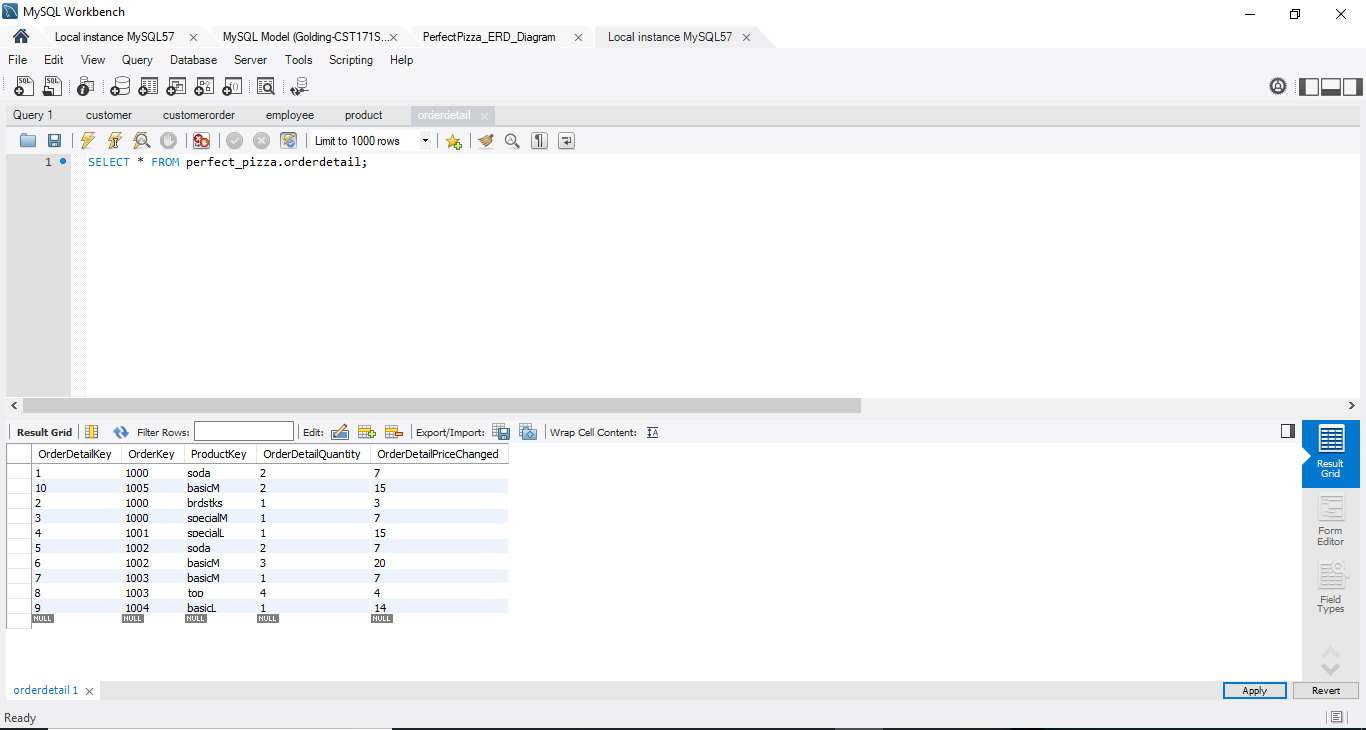 MySQL Workbench
Local instance MySQL57 MySQL Model (Golding-CST171S... PerfectPizza_ERD_Diagram Local instance MySQL57
File Edit View Query Database Server Tools Scripting Help
Query 1 customer customerorder employee product orderdetail
Limit to 1000 rows
1 SELECT * FROM perfect_pizza.orderdetail;
Result Grid Filter Rows: Edit: Export/Import: Wrap Cell Content:
OrderDetailKey OrderKey ProductKey OrderDetailQuantity OrderDetailPriceChanged
1 1000 soda 2 7
10 1005 basicM 2 15
2 1000 brdstks 1 3
3 1000 specialM 1 7
4 1001 specialL 1 15
5 1002 soda 2 7
6 1002 basicM 3 20
7 1003 basicM 1 7
8 1003 top 4 4
9 1004 basicL 1 14
NULL NULL NULL NULL NULL
Result
Grid
Form
Editor
Field
Types
orderdetail 1
Apply Revert
Ready